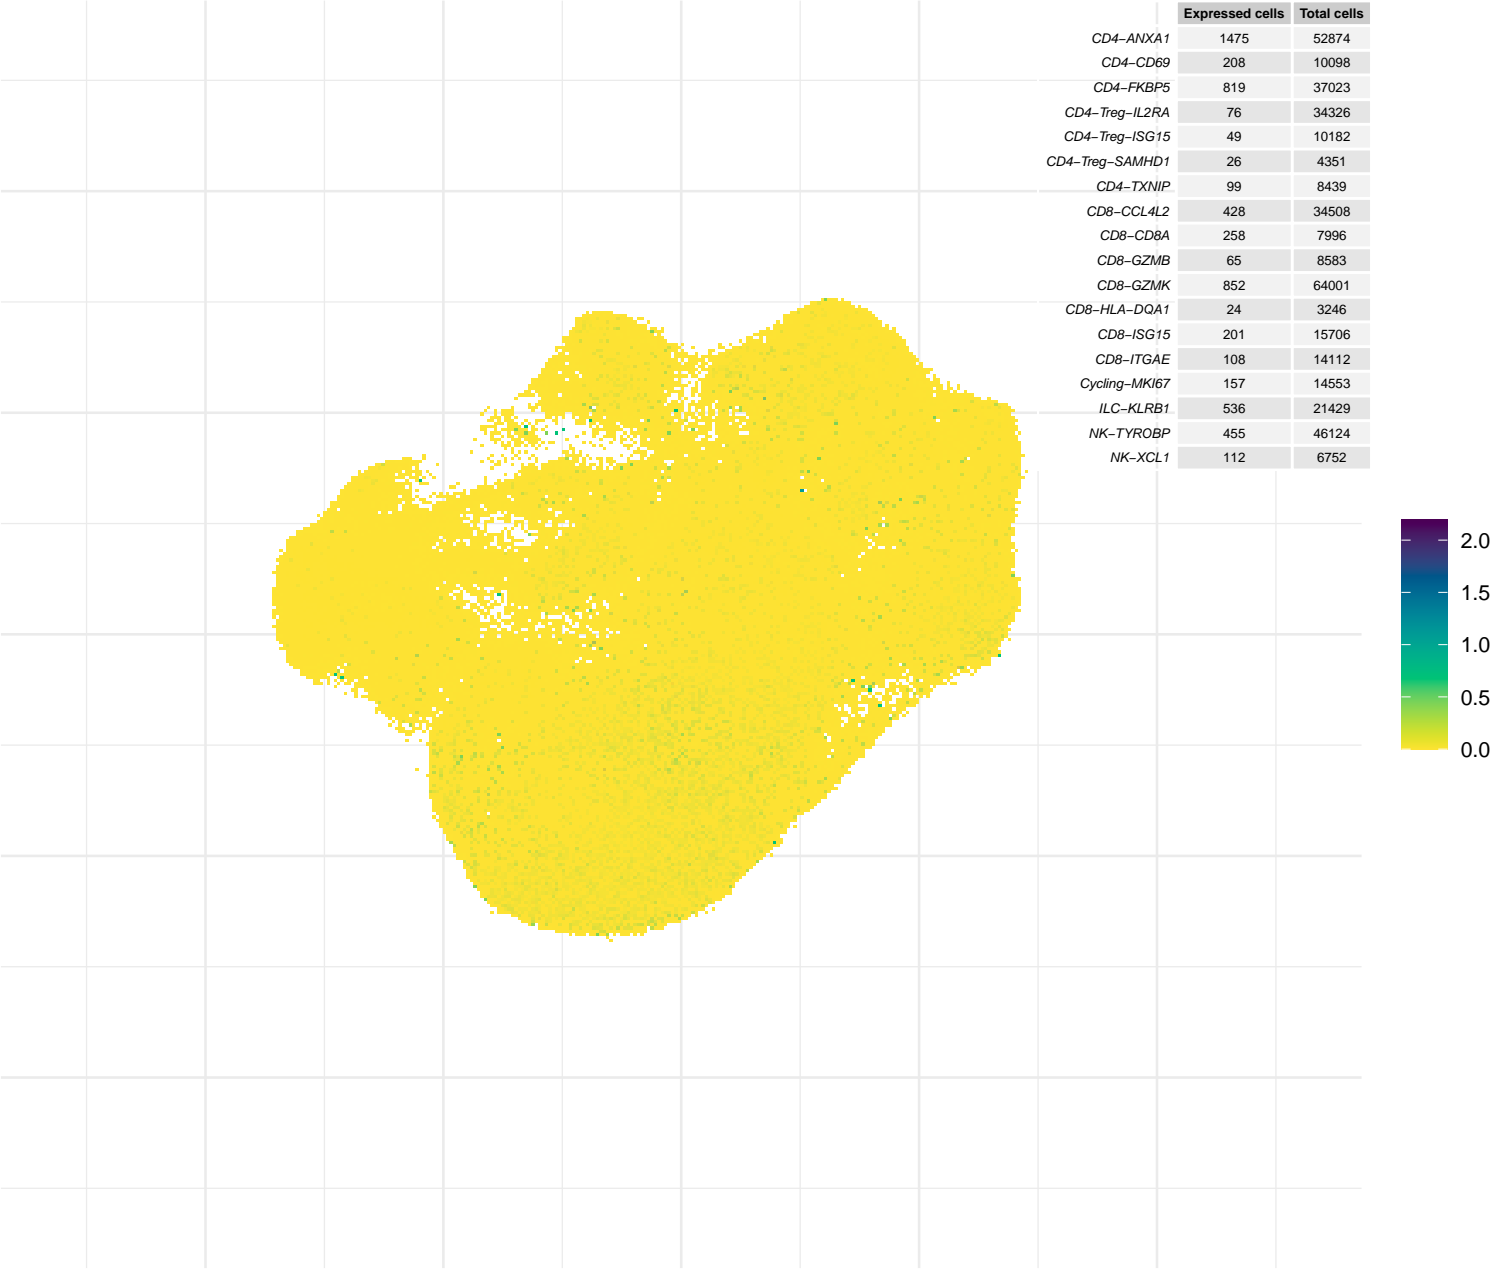 Expressed cells Total cells
CD4−ANXA1 1475 52874
CD4−CD69 208 10098
CD4−FKBP5 819 37023
CD4−Treg−IL2RA 76 34326
CD4−Treg−ISG15 49 10182
CD4−Treg−SAMHD1 26 4351
CD4−TXNIP 99 8439
CD8−CCL4L2 428 34508
CD8−CD8A 258 7996
CD8−GZMB 65 8583
CD8−GZMK 852 64001
CD8−HLA−DQA1 24 3246
CD8−ISG15 201 15706
CD8−ITGAE 108 14112
Cycling−MKI67 157 14553
ILC−KLRB1 536 21429
NK−TYROBP 455 46124
NK−XCL1 112 6752
2.0
1.5
1.0
0.5
0.0